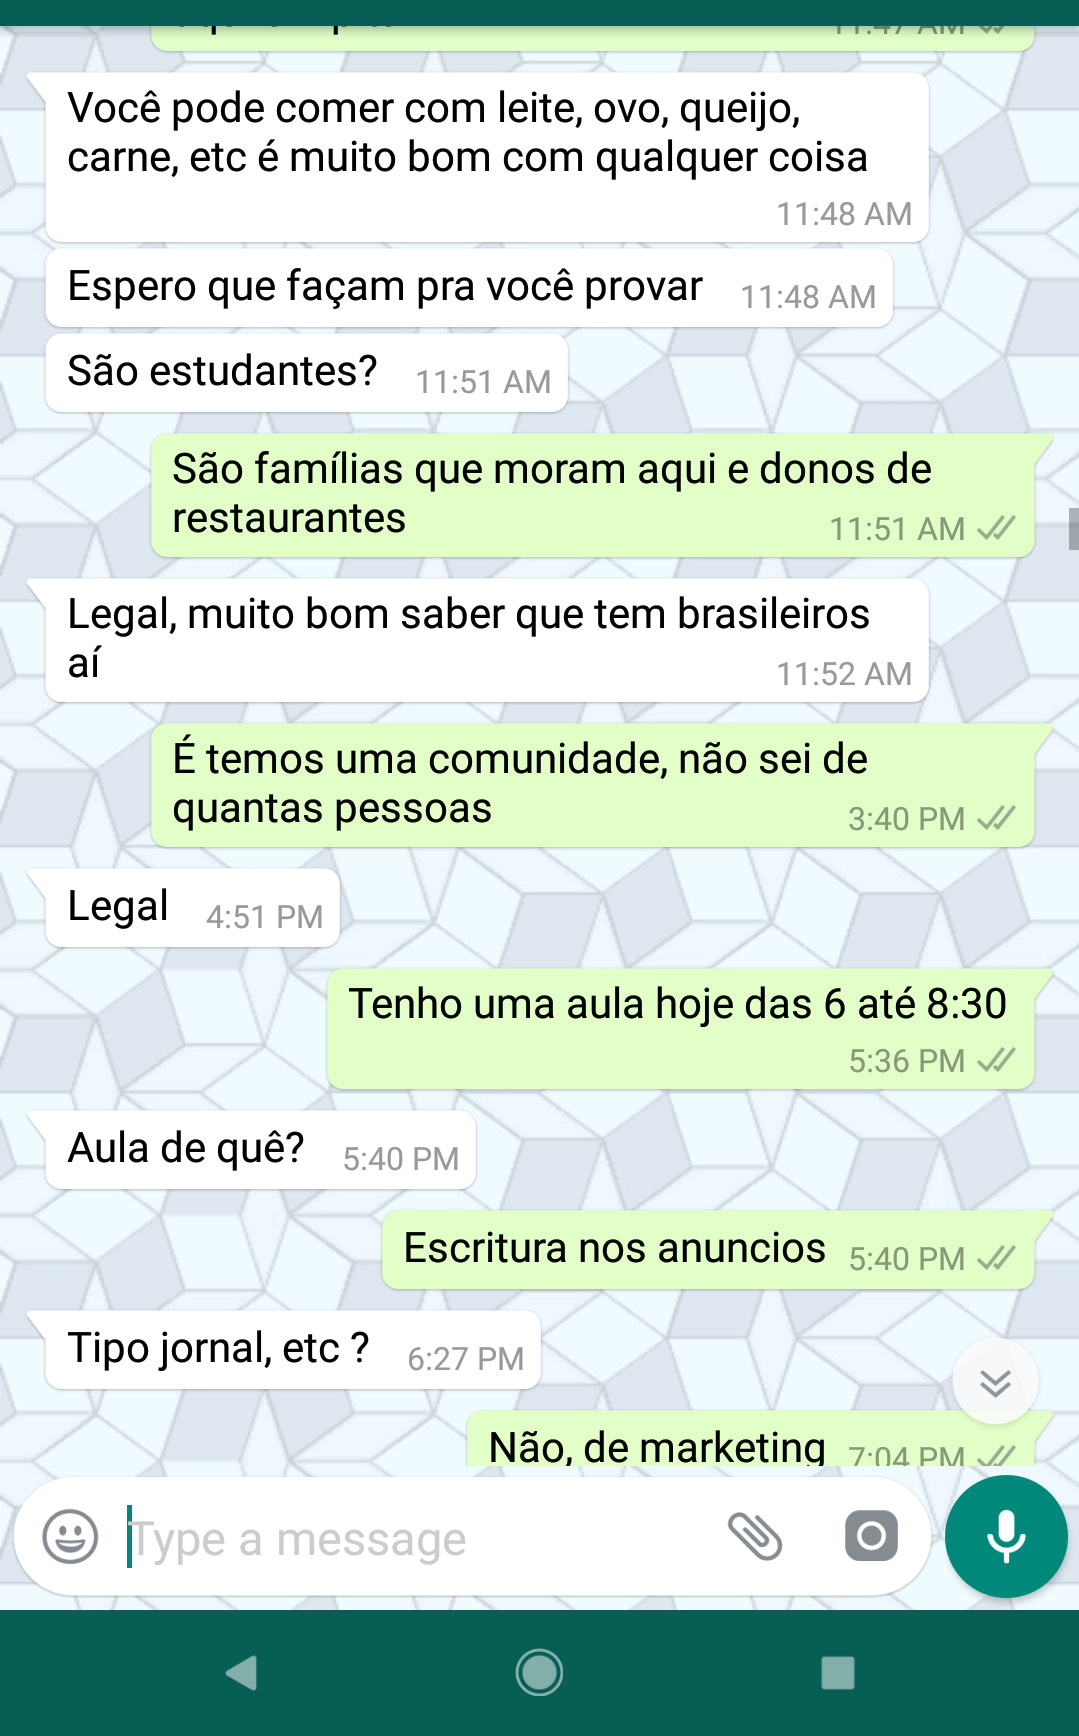 11:47 AM
Você pode comer com leite, ovo, queijo,
carne, etc é muito bom com qualquer coisa
11:48 AM
Espero que façam pra você provar 11:48 AM
São estudantes? 11:51 AM
São famílias que moram aqui e donos de
restaurantes 11:51 AM
Legal, muito bom saber que tem brasileiros
aí 11:52 AM
É temos uma comunidade, não sei de
quantas pessoas 3:40 PM
Legal 4:51 PM
Tenho uma aula hoje das 6 até 8:30
5:36 PM
Aula de quê? 5:40 PM
Escritura nos anuncios 5:40 PM
Tipo jornal, etc ? 6:27 PM
Não, de marketing 7:04 PM
Type a message